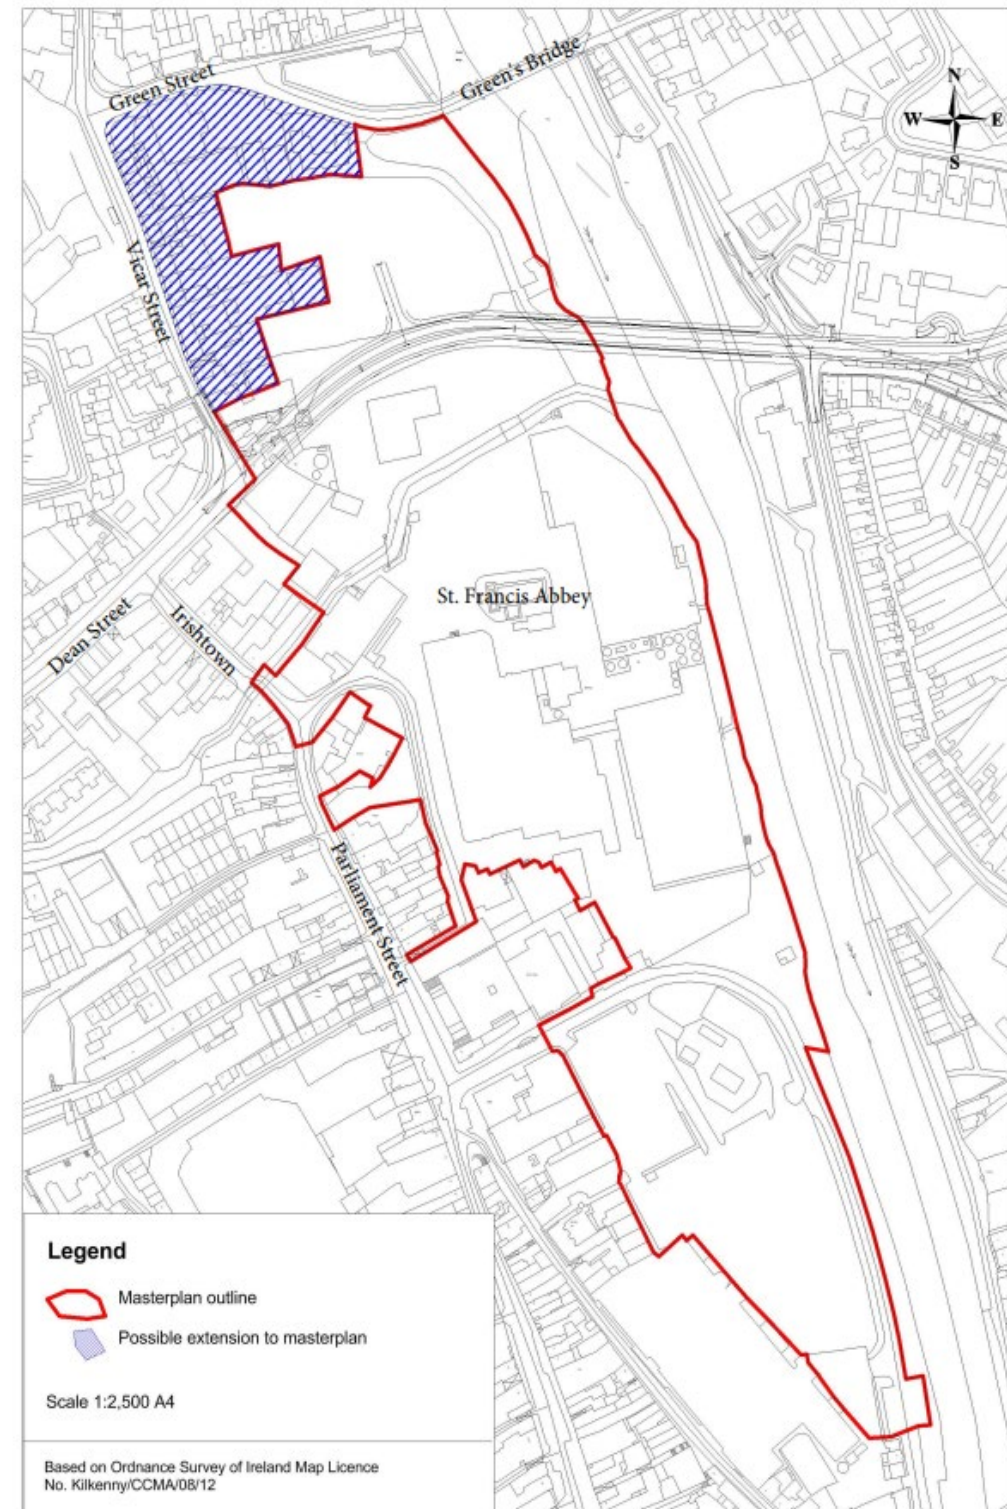 Green Street
Green's Bridge
N
W
E
S
Vicar Street
St. Francis Abbey
Dean Street
Irishtown
Parliament Street
Legend
Masterplan outline
Possible extension to masterplan
Scale 1:2,500 A4
Based on Ordnance Survey of Ireland Map Licence
No. Kilkenny/CCMA/08/12